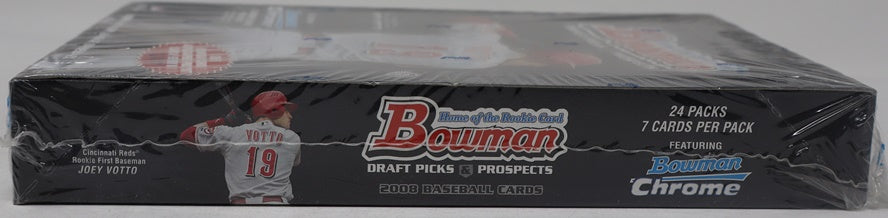 Bowman
Cincinnati Reds
Rookie First Baseman
JOEY VOTTO
VOTTO
19
Home of the Rookie Card
Bowman
DRAFT PICKS & PROSPECTS
2008 BASEBALL CARDS
24 PACKS
7 CARDS PER PACK
FEATURING
Bowman
Chrome